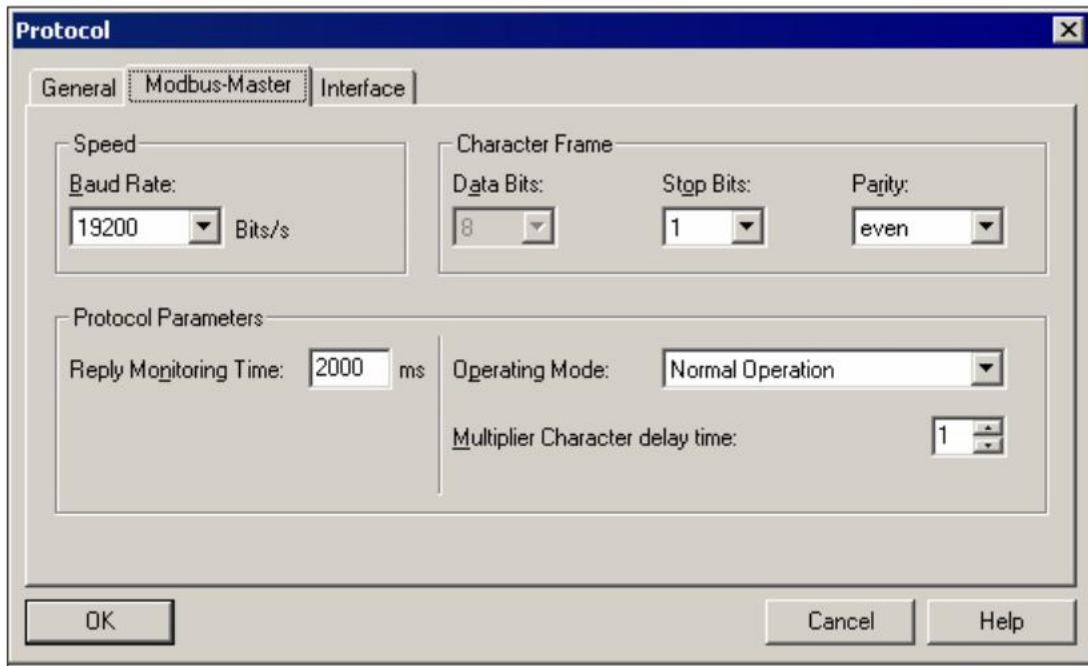 Protocol
General Modbus-Master Interface
Speed
Baud Rate:
19200 Bits/s
Character Frame
Data Bits: Stop Bits: Parity:
8 1 even
Protocol Parameters
Reply Monitoring Time: 2000 ms
Operating Mode: Normal Operation
Multiplier Character delay time: 1
OK Cancel Help